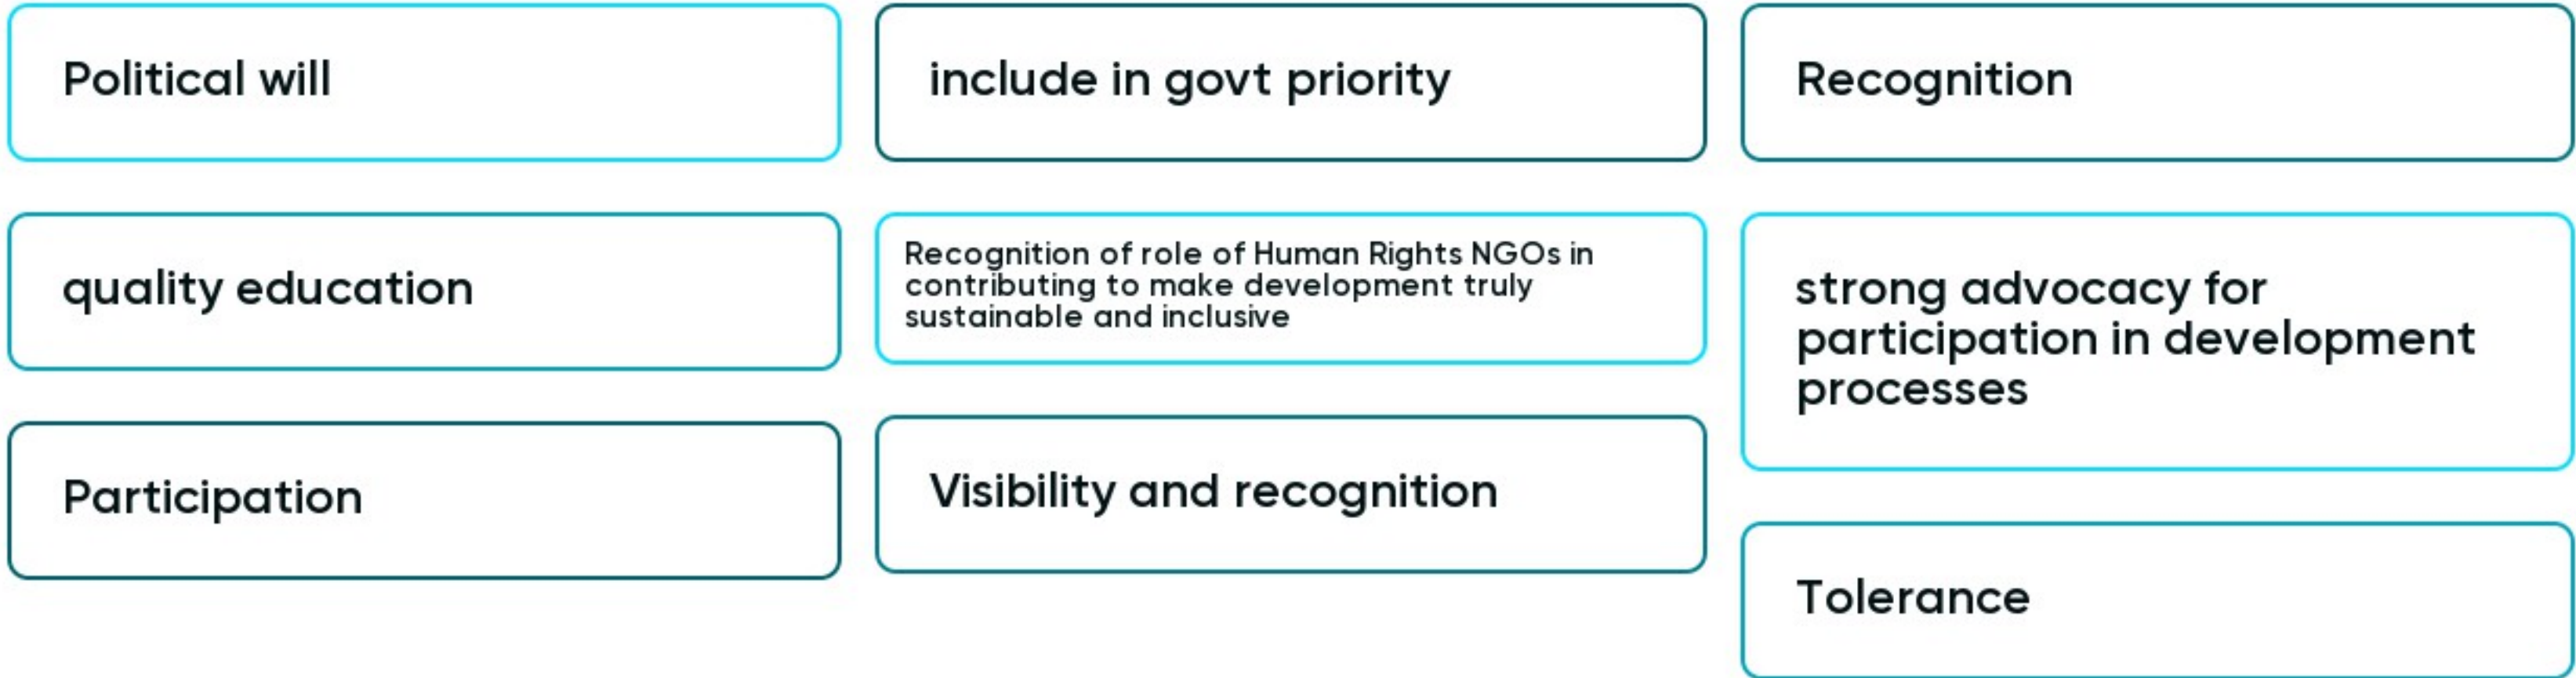 Political will
include in govt priority
Recognition
quality education
Recognition of role of Human Rights NGOs in
contributing to make development truly
sustainable and inclusive
strong advocacy for
participation in development
processes
Participation
Visibility and recognition
Tolerance